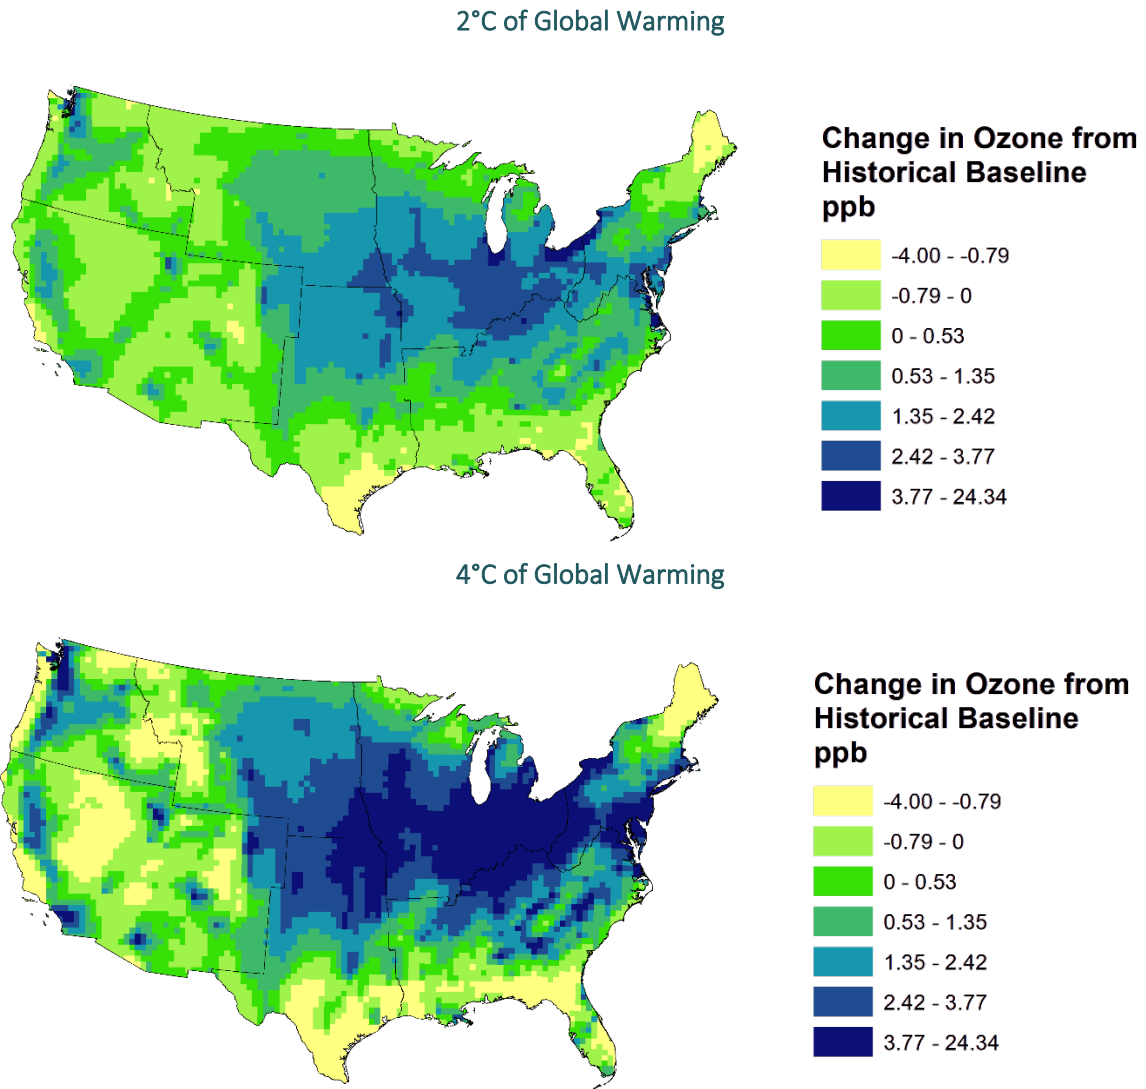 2°C of Global Warming
Change in Ozone from
Historical Baseline
ppb
-4.00 - -0.79
-0.79 - 0
0 - 0.53
0.53 - 1.35
1.35 - 2.42
2.42 - 3.77
3.77 - 24.34
4°C of Global Warming
Change in Ozone from
Historical Baseline
ppb
-4.00 - -0.79
-0.79 - 0
0 - 0.53
0.53 - 1.35
1.35 - 2.42
2.42 - 3.77
3.77 - 24.34